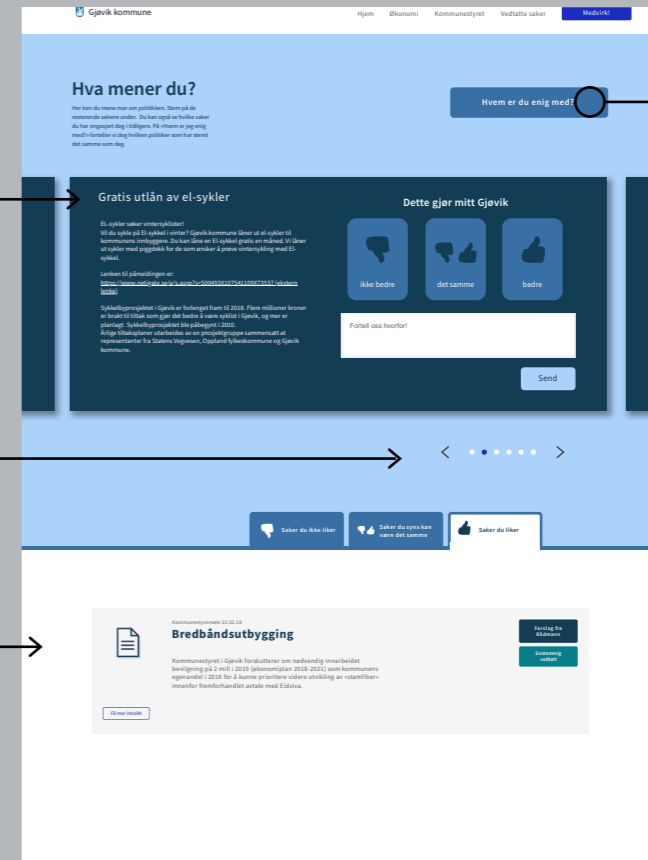 Gjøvik kommune
Hjem Økonomi Kommunestyret Vedtatte saker Medvirk!
Hva mener du?
Her kan du mene mer om politikken. Stem på de
resterende sakene under. Du kan også se hvilke saker
du har engasjert deg i tidligere. På «Hvem er jeg enig
med?» forteller vi deg hvilken politiker som har stemt
det samme som deg.
Hvem er du enig med?
Gratis utlån av el-sykler
EL-sykler søker vintersyklister!
Vil du sykle på El-sykkel i vinter? Gjøvik kommune låner ut el-sykler til
kommunens innbyggere. Du kan låne en El-sykkel gratis en måned. Vi låner
ut sykler med piggdekk for de som ønsker å prøve vintersykling med El-
sykkel.
Lenken til påmeldingen er:
https://www.netigate.se/a/s.aspx?s=500493X107541109X73537 (ekstern
lenke)
Sykkelbyprosjektet i Gjøvik er forlenget fram til 2018. Flere millioner kroner
er brukt til tiltak som gjør det bedre å være syklist i Gjøvik, og mer er
planlagt. Sykkelbyprosjektet ble påbegynt i 2010.
Årlige tiltaksplaner utarbeides av en prosjektgruppe sammensatt at
representanter fra Statens Vegvesen, Oppland fylkeskommune og Gjøvik
kommune.
Dette gjør mitt Gjøvik
ikke bedre det samme bedre
Fortell oss hvorfor!
Send
Saker du ikke liker
Saker du syns kan
være det samme
Saker du liker
Kommunestyremøte 22.02.18
Bredbåndsutbygging
Kommunestyret i Gjøvik forskutterer om nødvendig innarbeidet
bevilgning på 2 mill i 2019 (økonomiplan 2018-2021) som kommunens
egenandel i 2018 for å kunne prioritere videre utvikling av «stamfiber»
innenfor fremforhandlet avtale med Eidsiva.
Forslag fra
Rådmann
Enstemmig
vedtatt
Få mer innsikt